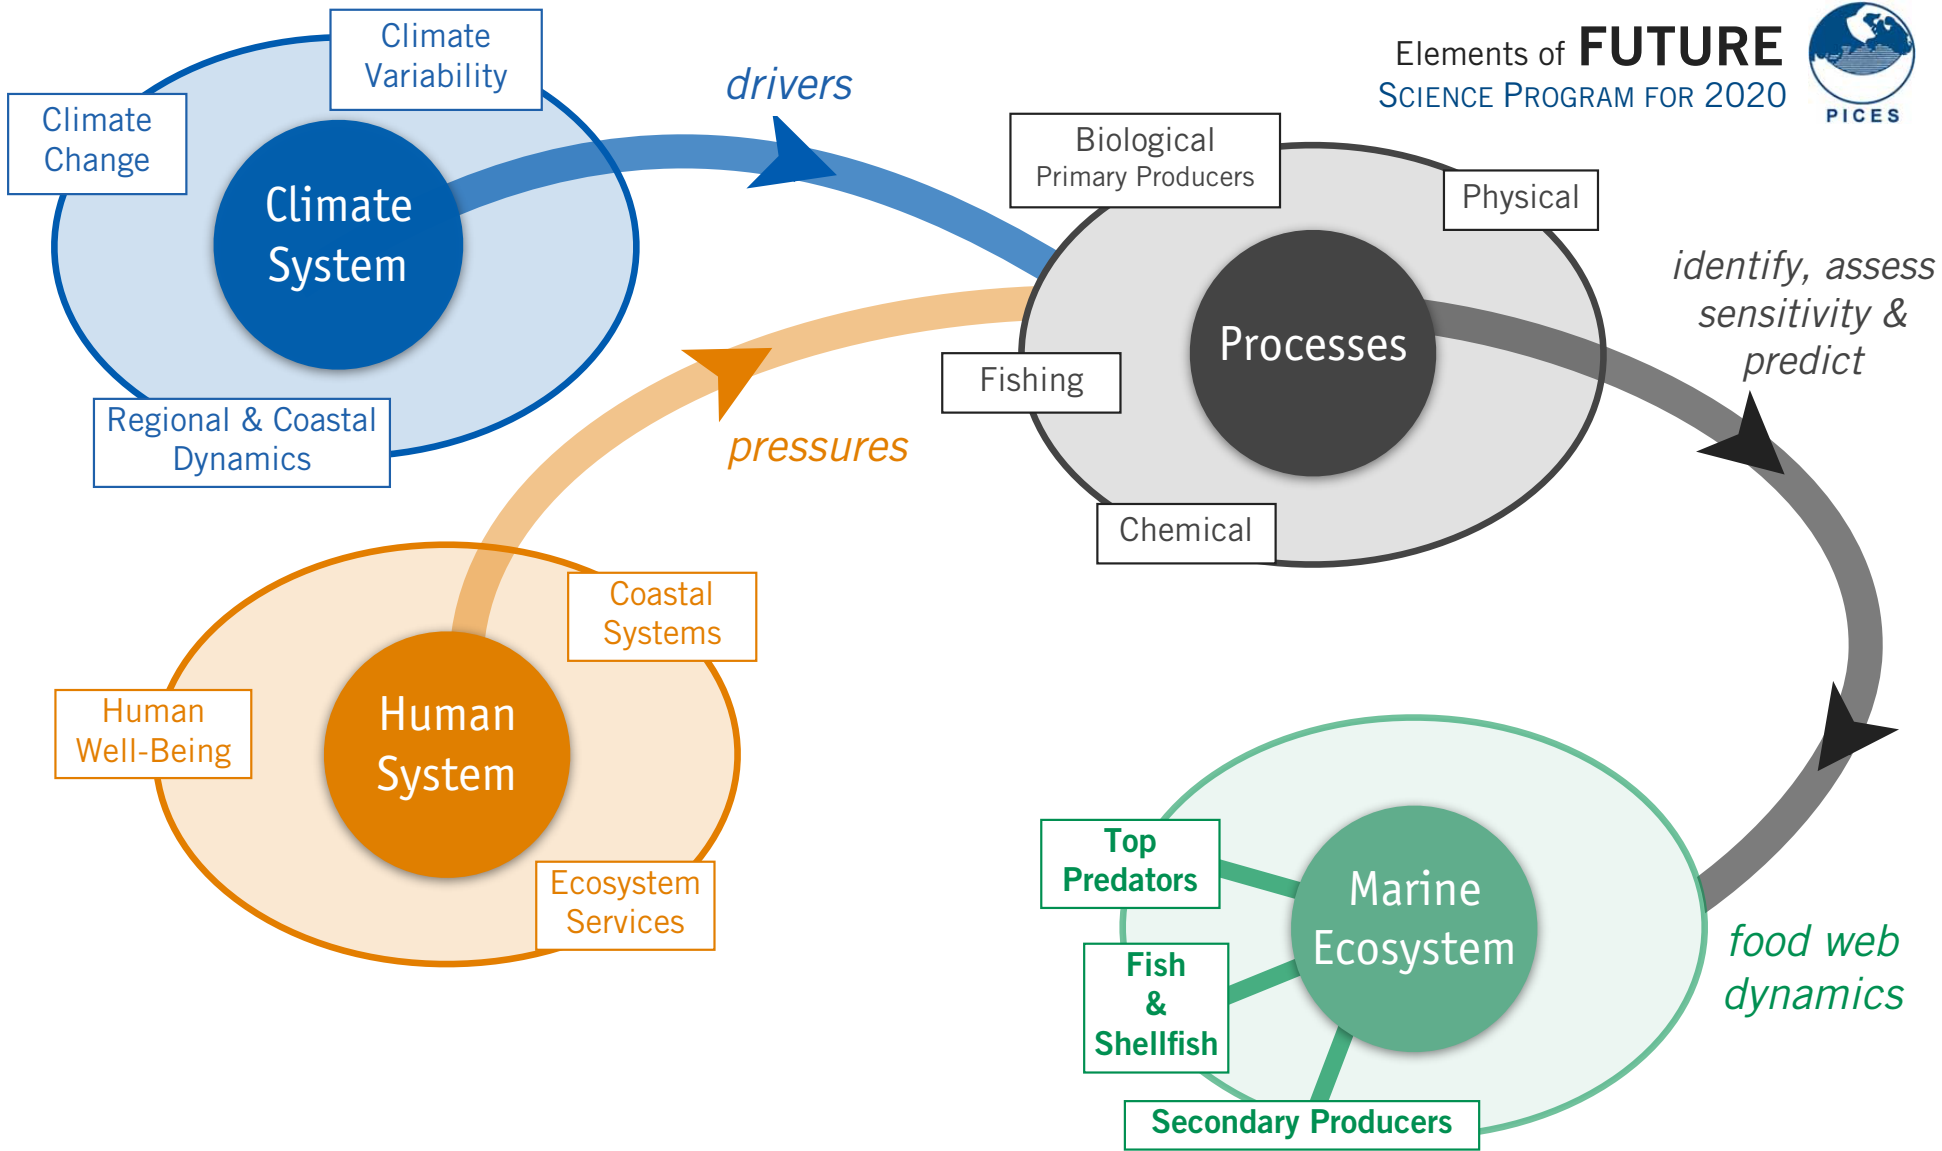 Elements of FUTURE
SCIENCE PROGRAM FOR 2020
PICES
Climate
Variability
Climate
Change
Climate
System
Regional & Coastal
Dynamics
drivers
Biological
Primary Producers
Physical
Processes
Fishing
Chemical
identify, assess
sensitivity &
predict
pressures
Coastal
Systems
Human
Well-Being
Human
System
Ecosystem
Services
Top
Predators
Marine
Ecosystem
Fish
&
Shellfish
Secondary Producers
food web
dynamics